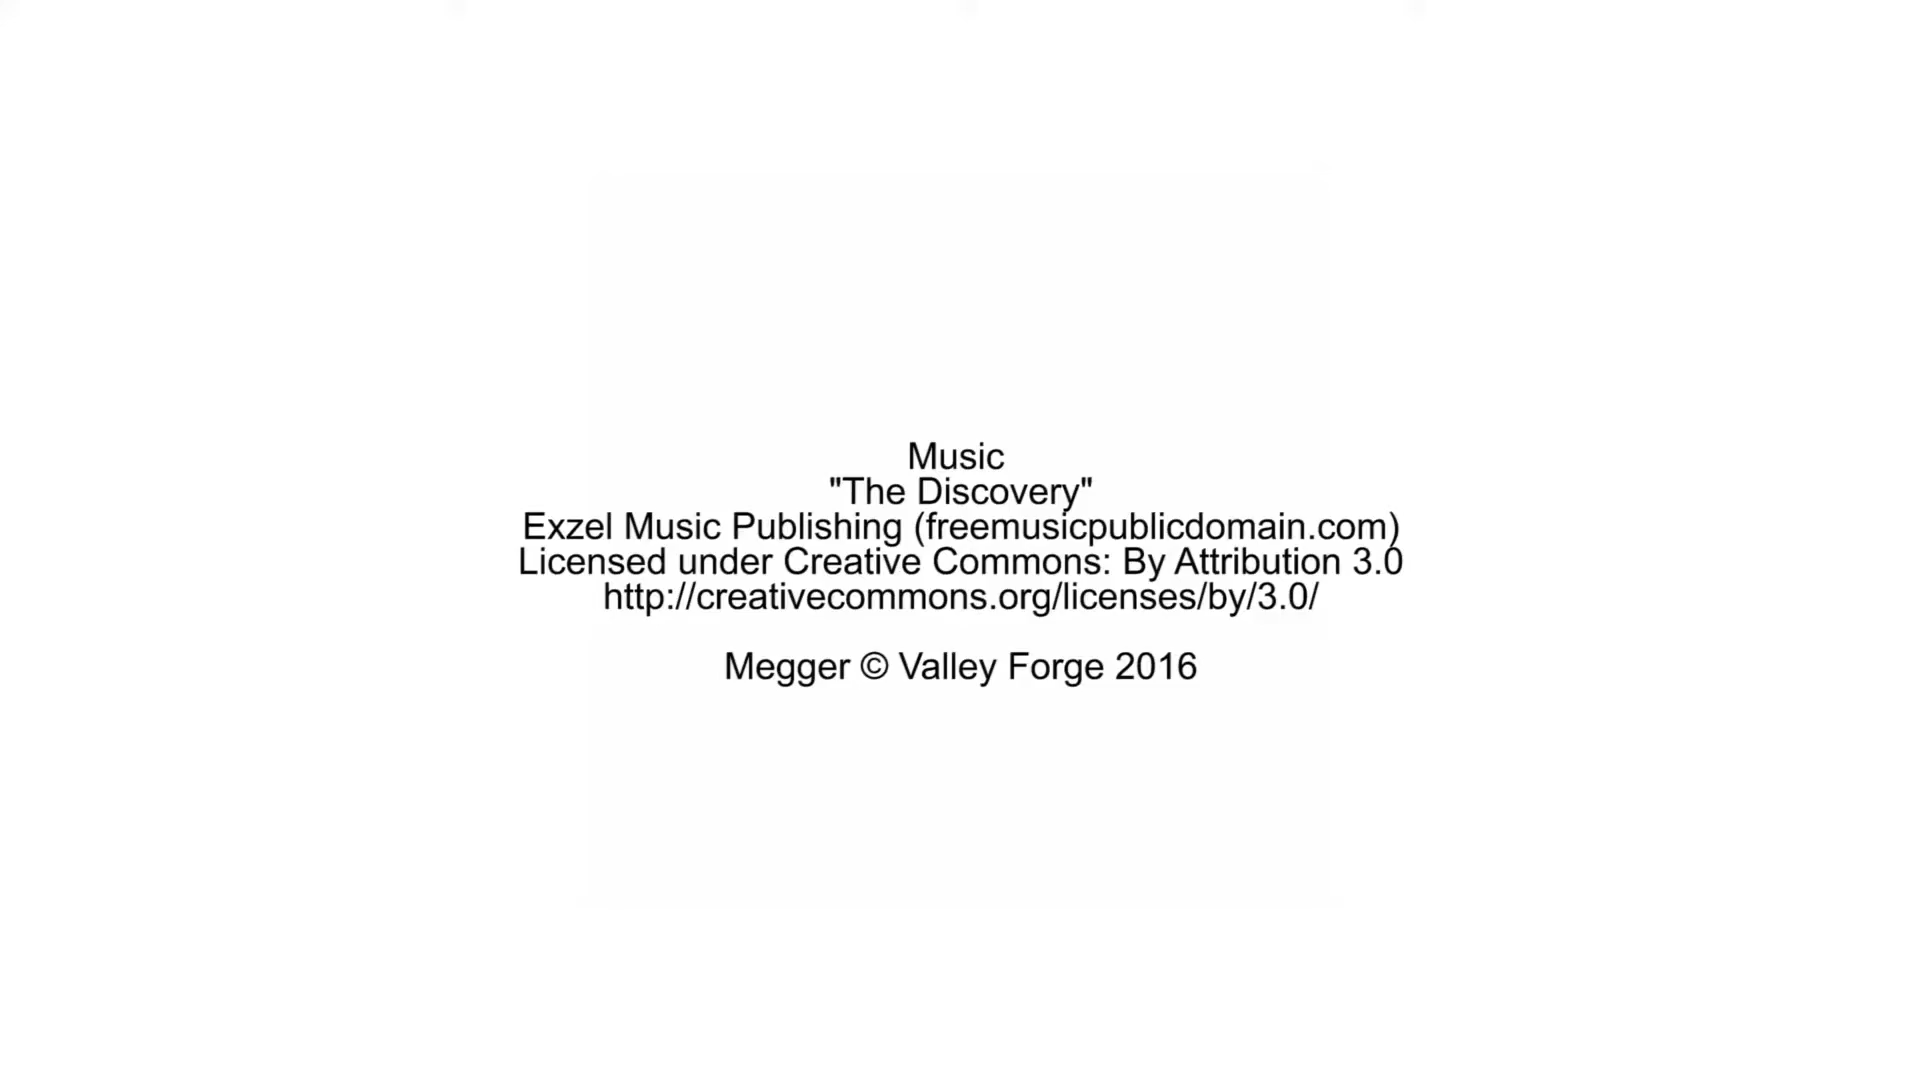 Music
"The Discovery"
Exzel Music Publishing (freemusicpublicdomain.com)
Licensed under Creative Commons: By Attribution 3.0
http://creativecommons.org/licenses/by/3.0/
Megger © Valley Forge 2016